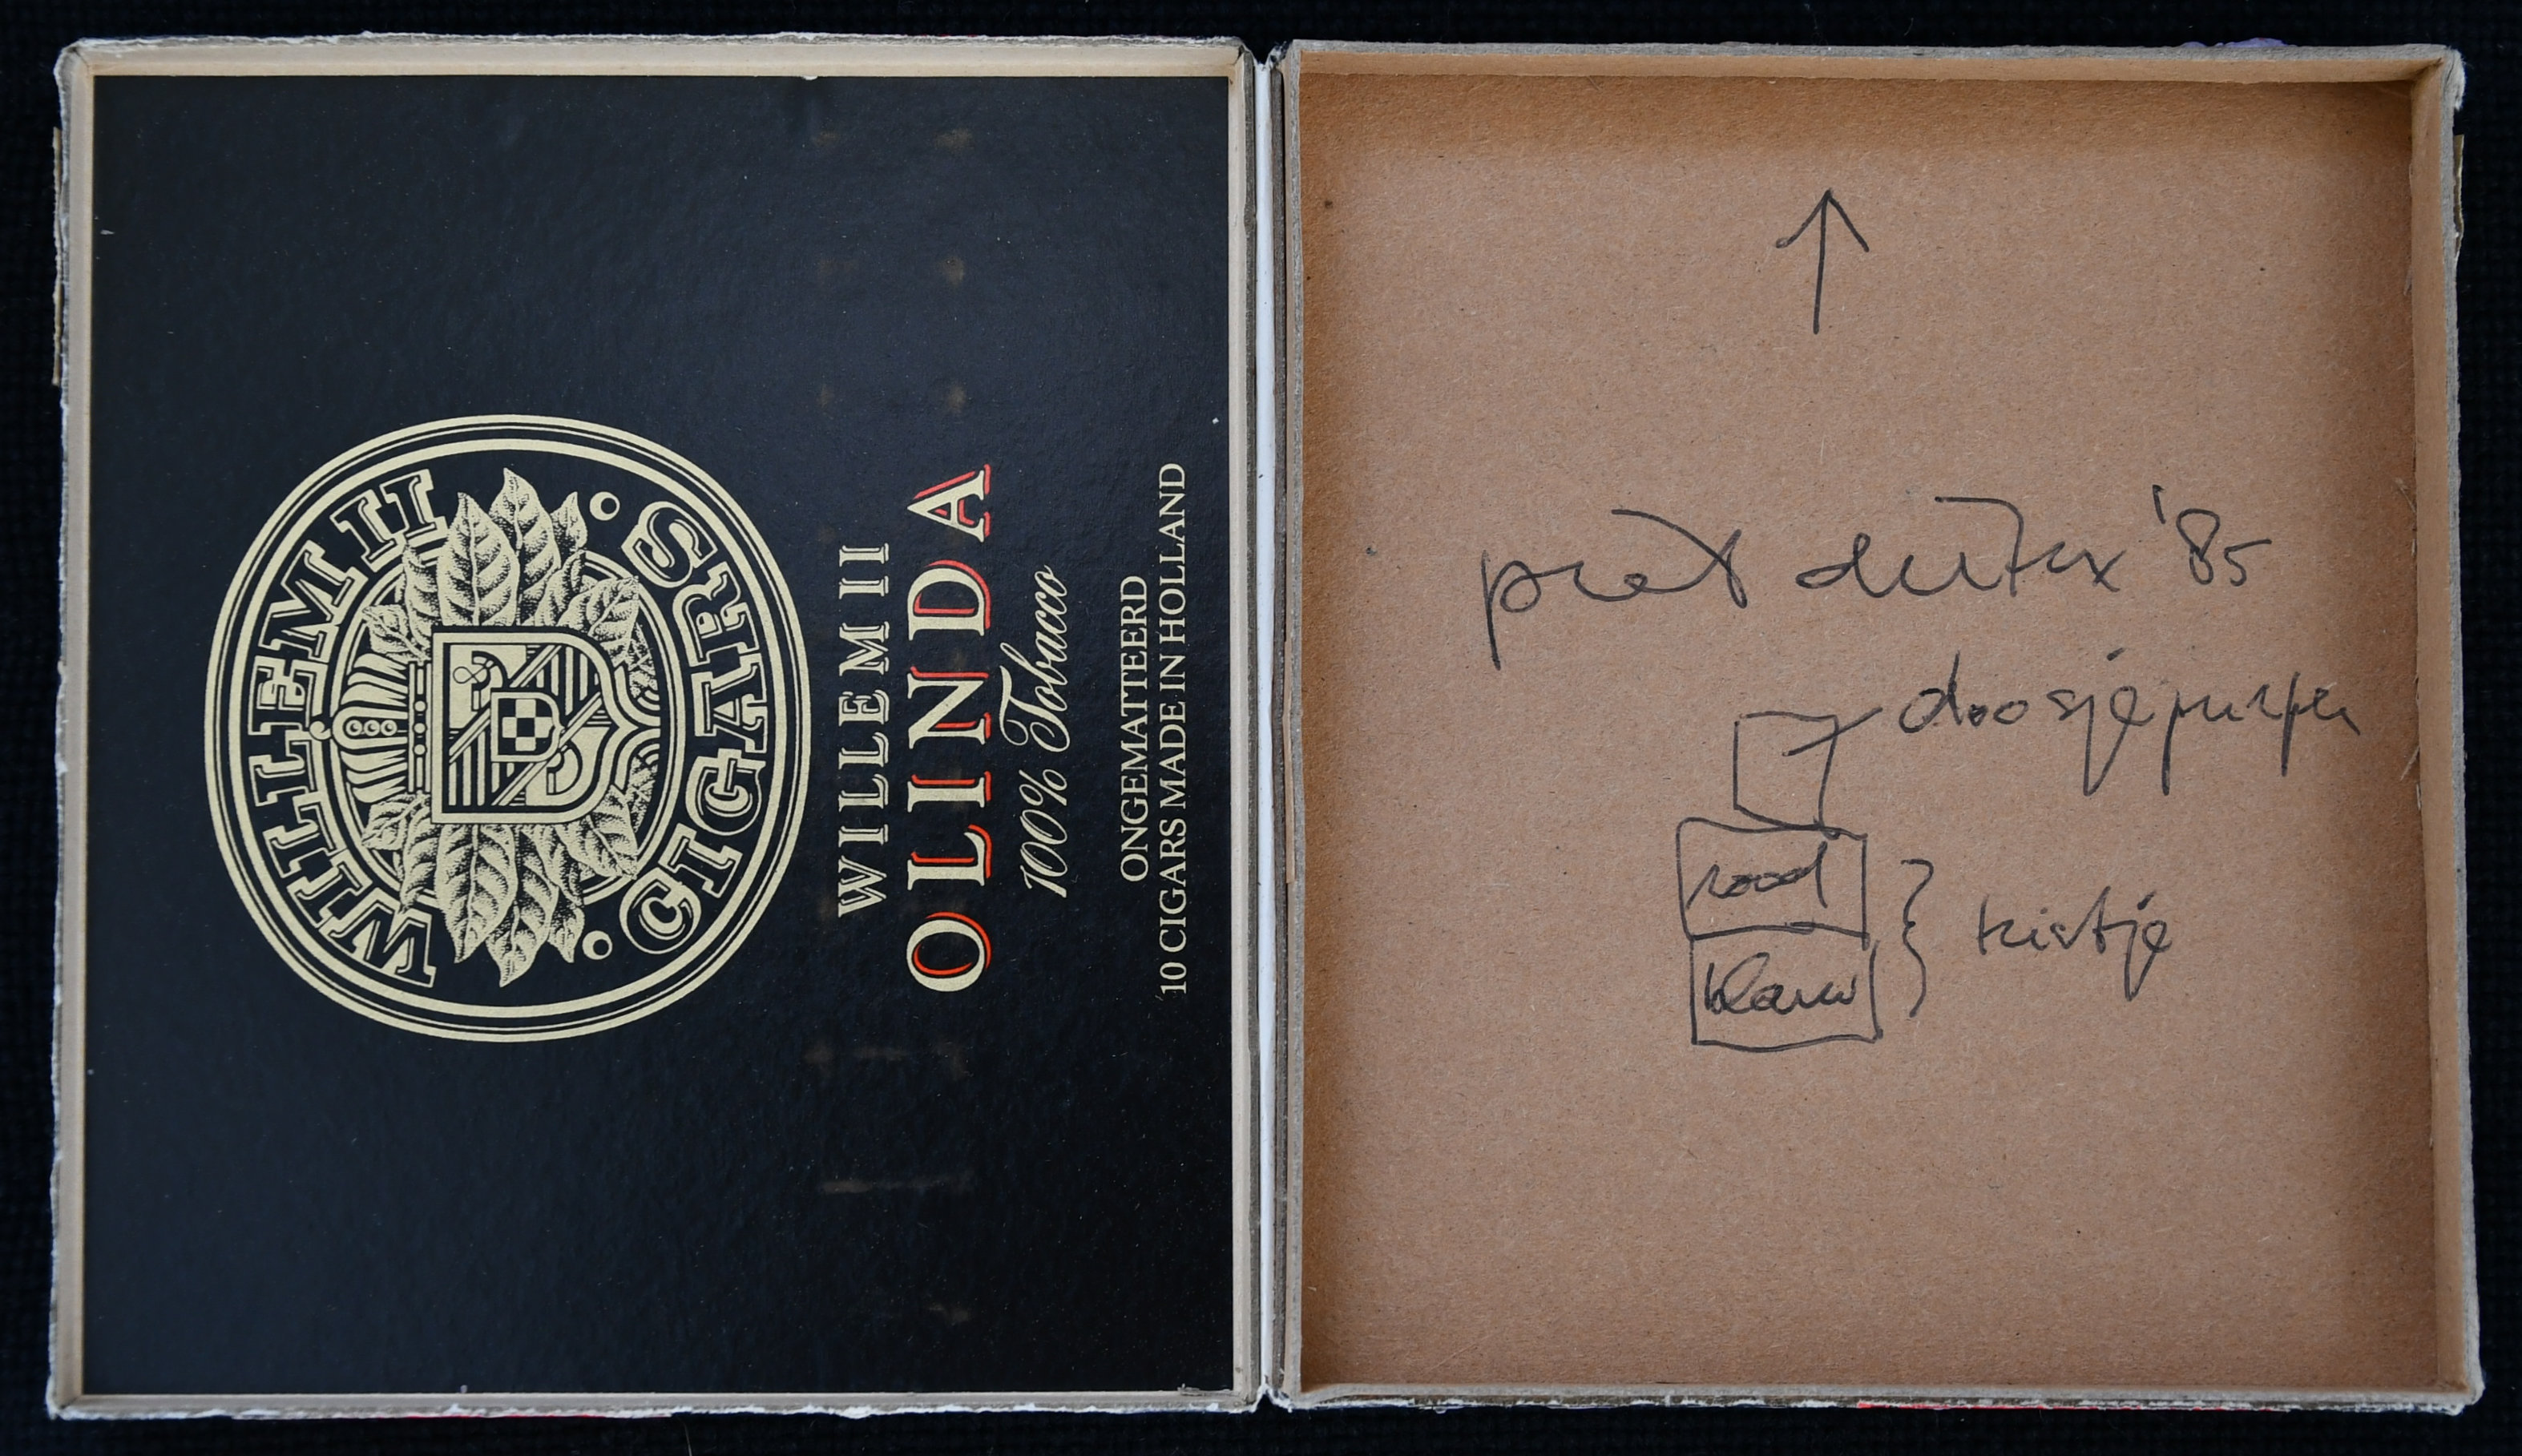 WILLEM II
CIGARS
WILLEM II
OLINDA
100% Tobacco
ONGEMATTEERD
10 CIGARS MADE IN HOLLAND
piet dirkx '85
doosje purper
rood
blauw
kistje